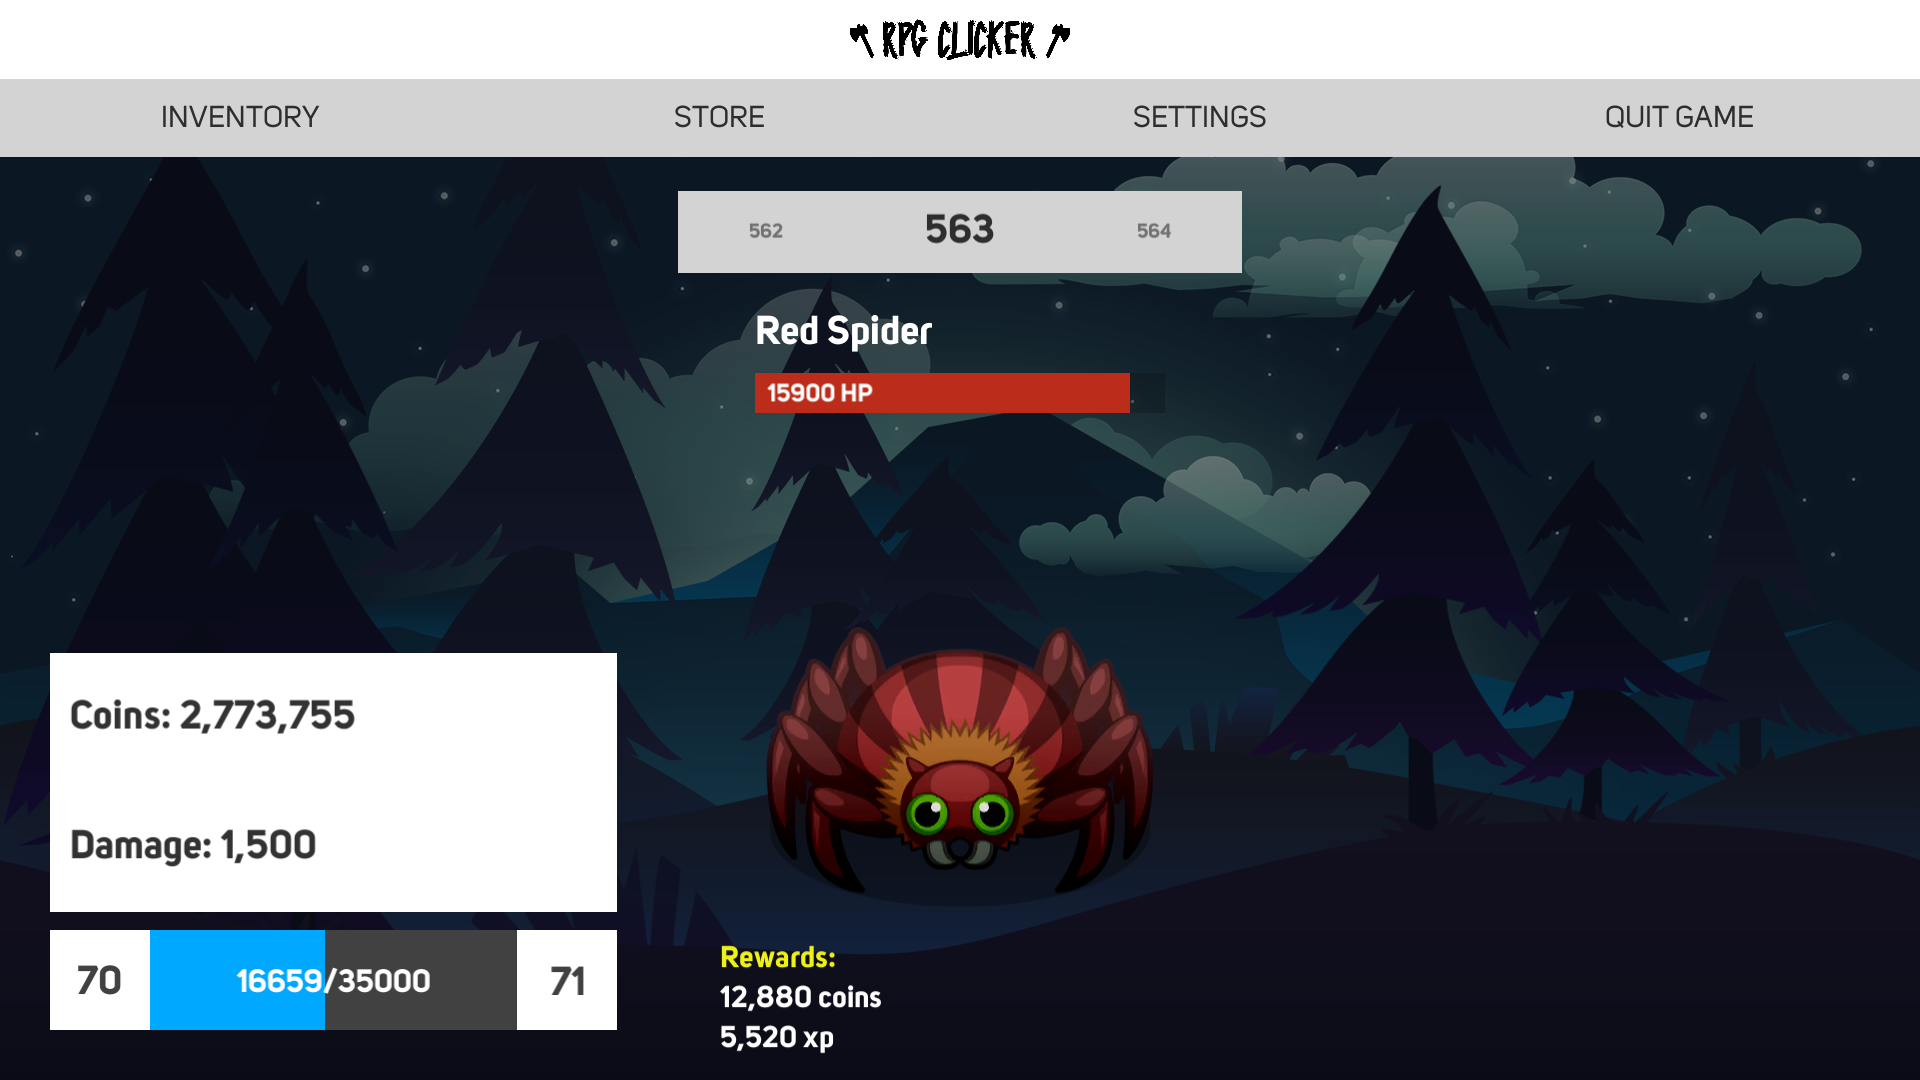 RPG CLICKER
INVENTORY
STORE
SETTINGS
QUIT GAME
562
563
564
Red Spider
15900 HP
Coins: 2,773,755
Damage: 1,500
70
16659/35000
71
Rewards:
12,880 coins
5,520 xp